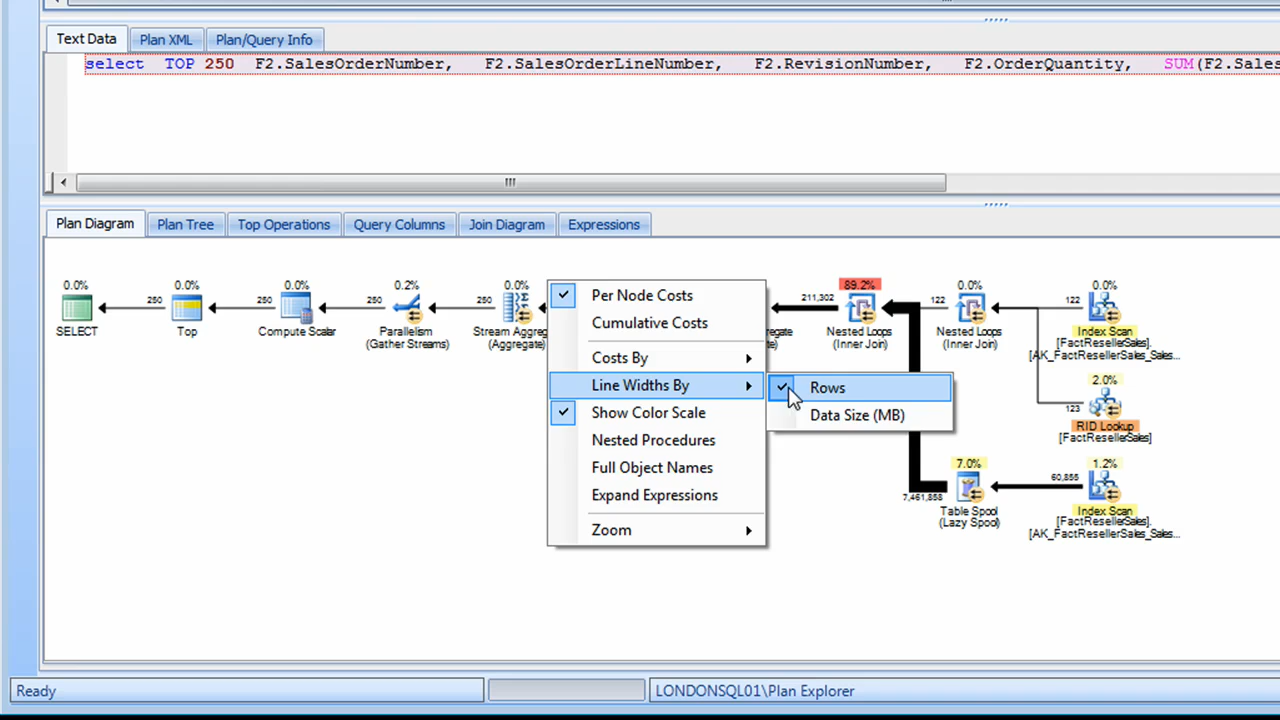 Text Data
Plan XML
Plan/Query Info
select TOP 250 F2.SalesOrderNumber, F2.SalesOrderLineNumber, F2.RevisionNumber, F2.OrderQuantity, SUM(F2.Sales
Plan Diagram
Plan Tree
Top Operations
Query Columns
Join Diagram
Expressions
0.0%
SELECT
250
0.0%
Top
250
0.0%
Compute Scalar
250
0.2%
Parallelism
(Gather Streams)
250
0.0%
Stream Aggreg
(Aggregate)
Per Node Costs
Cumulative Costs
Costs By
Line Widths By
Show Color Scale
Nested Procedures
Full Object Names
Expand Expressions
Zoom
Rows
Data Size (MB)
gregate
te)
211,302
89.2%
Nested Loops
(Inner Join)
122
0.0%
Nested Loops
(Inner Join)
122
0.0%
Index Scan
[FactResellerSales].
[AK_FactResellerSales_Sales...
123
2.0%
RID Lookup
[FactResellerSales]
7,461,858
7.0%
Table Spool
(Lazy Spool)
60,855
1.2%
Index Scan
[FactResellerSales].
[AK_FactResellerSales_Sales...
Ready
LONDONSQL01\Plan Explorer